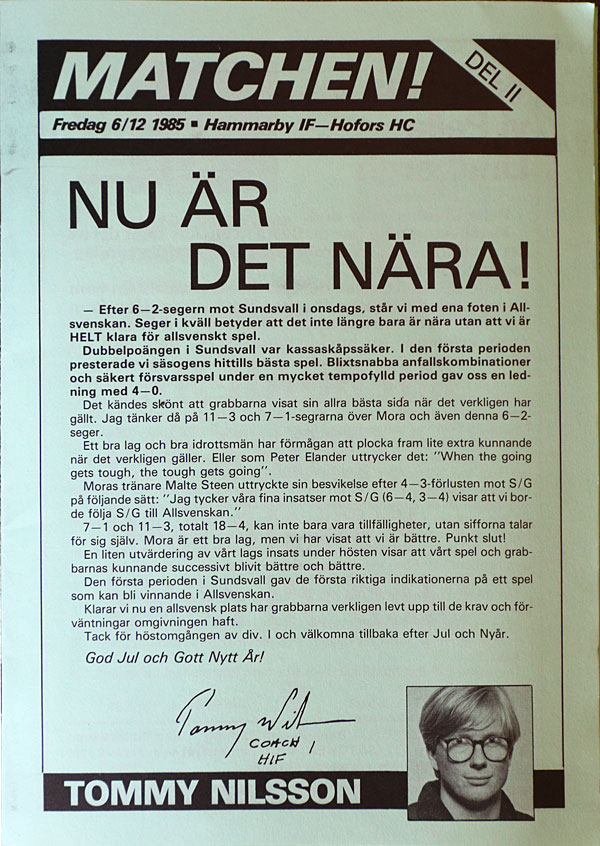 MATCHEN!
DEL II
Fredag 6/12 1985 ▪ Hammarby IF—Hofors HC
NU ÄR
DET NÄRA!
— Efter 6—2-segern mot Sundsvall i onsdags, står vi med ena foten i All-
svenskan. Seger i kväll betyder att det inte längre bara är nära utan att vi är
HELT klara för allsvenskt spel.
Dubbelpoängen i Sundsvall var kassaskåpssäker. I den första perioden
presterade vi säsogens hittills bästa spel. Blixtsnabba anfallskombinationer
och säkert försvarsspel under en mycket tempofylld period gav oss en led-
ning med 4—0.
Det kändes skönt att grabbarna visat sin allra bästa sida när det verkligen har
gällt. Jag tänker då på 11—3 och 7—1-segrarna över Mora och även denna 6—2-
seger.
Ett bra lag och bra idrottsmän har förmågan att plocka fram lite extra kunnande
när det verkligen gäller. Eller som Peter Elander uttrycker det: "When the going
gets tough, the tough gets going".
Moras tränare Malte Steen uttryckte sin besvikelse efter 4—3-förlusten mot S/G
på följande sätt: "Jag tycker våra fina insatser mot S/G (6—4, 3—4) visar att vi bor-
de följa S/G till Allsvenskan."
7—1 och 11—3, totalt 18—4, kan inte bara vara tillfälligheter, utan sifforna talar
för sig själv. Mora är ett bra lag, men vi har visat att vi är bättre. Punkt slut!
En liten utvärdering av vårt lags insats under hösten visar att vårt spel och grab-
barnas kunnande successivt blivit bättre och bättre.
Den första perioden i Sundsvall gav de första riktiga indikationerna på ett spel
som kan bli vinnande i Allsvenskan.
Klarar vi nu en allsvensk plats har grabbarna verkligen levt upp till de krav och för-
väntningar omgivningen haft.
Tack för höstomgången av div. I och välkomna tillbaka efter Jul och Nyår.
God Jul och Gott Nytt År!
Tommy
COACH
HIF
TOMMY NILSSON